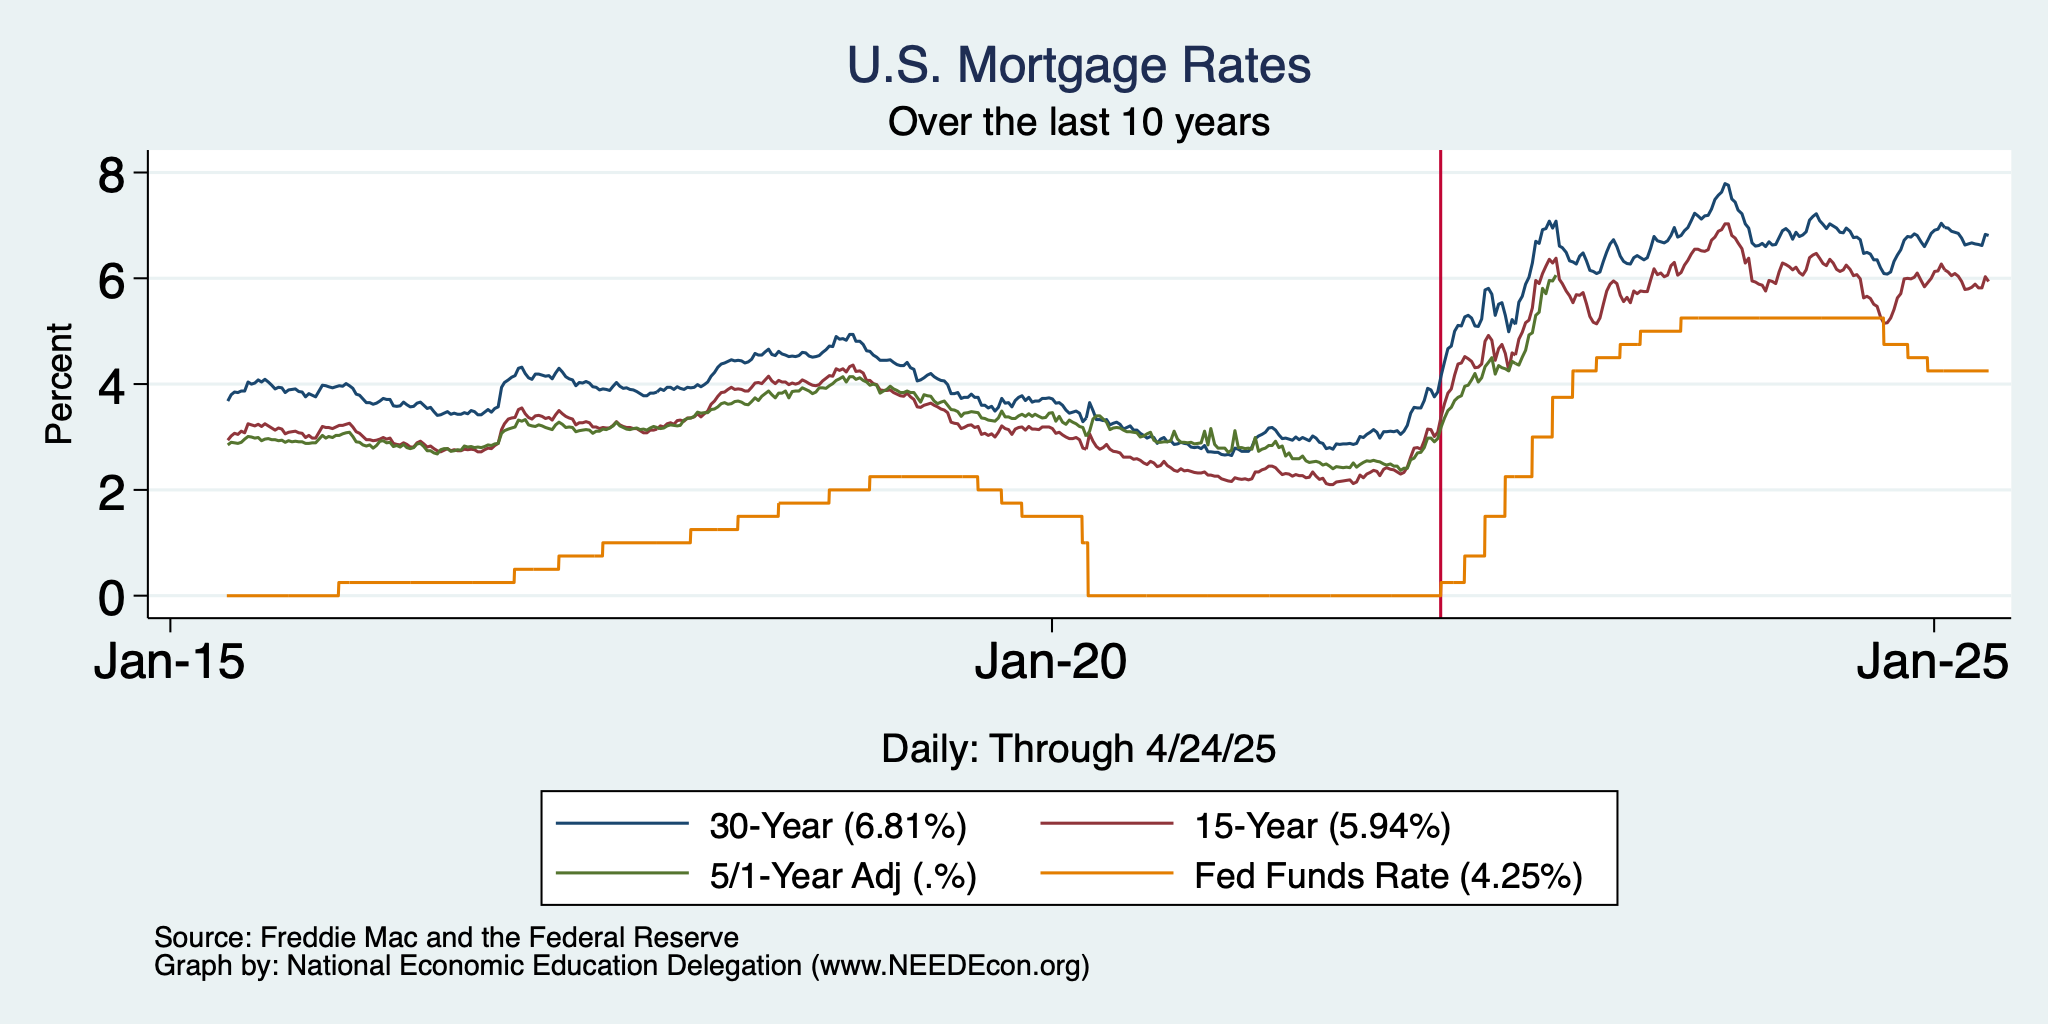 U.S. Mortgage Rates
Over the last 10 years
Percent
8
6
4
2
0
Jan-15
Jan-20
Jan-25
Daily: Through 4/24/25
30-Year (6.81%)
15-Year (5.94%)
5/1-Year Adj (.%)
Fed Funds Rate (4.25%)
Source: Freddie Mac and the Federal Reserve
Graph by: National Economic Education Delegation (www.NEEDEcon.org)